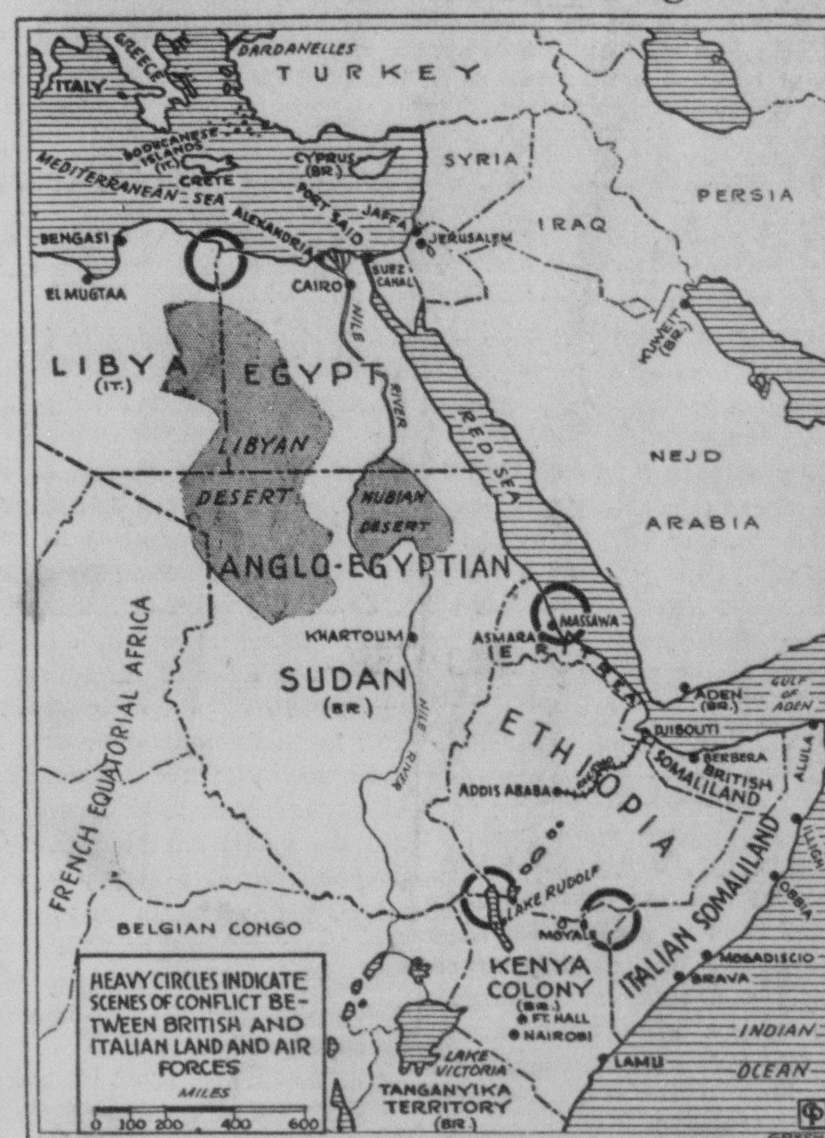 DARDANELLES
GREECE
TURKEY
ITALY
DODECANESE
ISLANDS
(IT.)
CRETE
CYPRUS
(BR.)
SYRIA
MEDITERRANEAN SEA
PERSIA
IRAQ
ALEXANDRIA
PORT SAID
JAFFA
JERUSALEM
BENGASI
EL MUGTAA
CAIRO
SUEZ
CANAL
KUWEIT
(BR.)
NILE
RIVER
LIBYA
(IT.)
EGYPT
RED SEA
LIBYAN
DESERT
NUBIAN
DESERT
NEJD
ARABIA
ANGLO-EGYPTIAN
SUDAN
(BR.)
KHARTOUM
NILE
RIVER
MASSAWA
ASMARA
ERITREA
ADEN
(BR.)
GULF
OF
ADEN
DJIBOUTI
ETHIOPIA
BERBERA
BRITISH
SOMALILAND
ALULA
ADDIS ABABA
ILLIGH
OBBIA
FRENCH EQUATORIAL AFRICA
ITALIAN SOMALILAND
LAKE RUDOLF
BELGIAN CONGO
MOYALE
MOGADISCIO
BRAVA
KENYA
COLONY
(BR.)
FT. HALL
NAIROBI
LAMU
INDIAN
OCEAN
LAKE
VICTORIA
TANGANYIKA
TERRITORY
(BR.)
HEAVY CIRCLES INDICATE
SCENES OF CONFLICT BE-
TWEEN BRITISH AND
ITALIAN LAND AND AIR
FORCES
MILES
0 100 200 400 600
CP